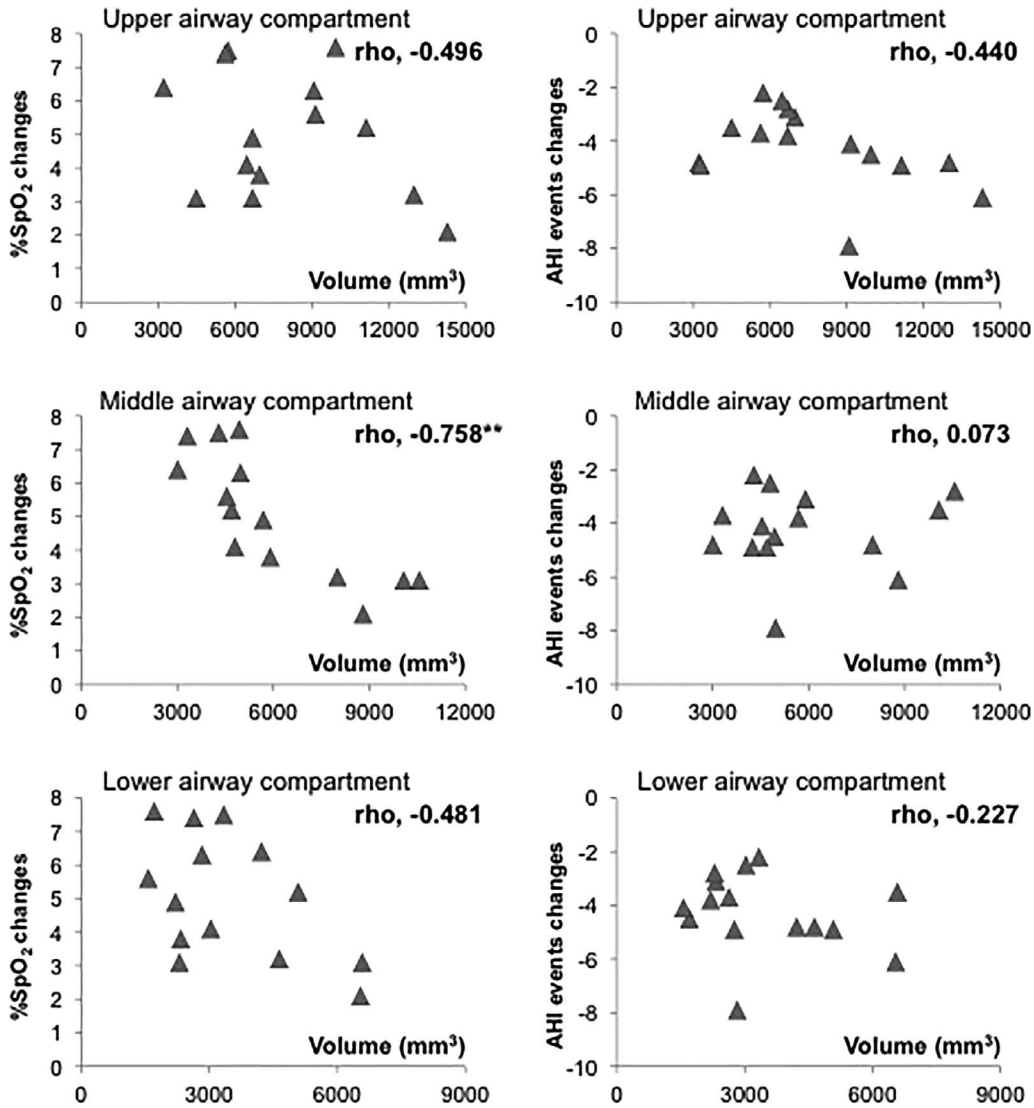 Upper airway compartment
rho, -0.496
8
7
6
5
4
3
2
1
0
%SpO₂ changes
Volume (mm³)
0 3000 6000 9000 12000 15000
Upper airway compartment
rho, -0.440
0
-2
-4
-6
-8
-10
AHI events changes
Volume (mm³)
0 3000 6000 9000 12000 15000
Middle airway compartment
rho, -0.758**
8
7
6
5
4
3
2
1
0
%SpO₂ changes
Volume (mm³)
0 3000 6000 9000 12000
Middle airway compartment
rho, 0.073
0
-2
-4
-6
-8
-10
AHI events changes
Volume (mm³)
0 3000 6000 9000 12000
Lower airway compartment
rho, -0.481
8
7
6
5
4
3
2
1
0
%SpO₂ changes
Volume (mm³)
0 3000 6000 9000
Lower airway compartment
rho, -0.227
0
-2
-4
-6
-8
-10
AHI events changes
Volume (mm³)
0 3000 6000 9000